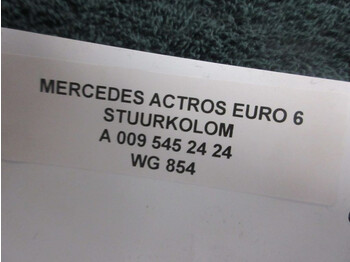 MERCEDES ACTROS EURO 6
STUURKOLOM
A 009 545 24 24
WG 854